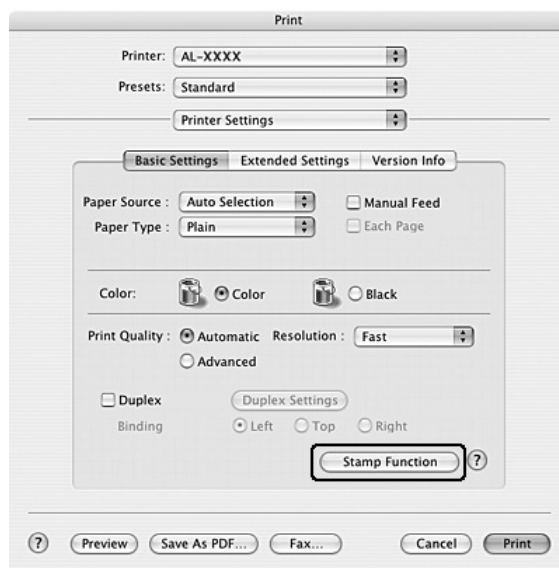 Print
Printer: AL-XXXX
Presets: Standard
Printer Settings
Basic Settings Extended Settings Version Info
Paper Source : Auto Selection Manual Feed
Paper Type : Plain Each Page
Color: Color Black
Print Quality : Automatic Resolution : Fast
Advanced
Duplex Duplex Settings
Binding Left Top Right
Stamp Function ?
? Preview Save As PDF... Fax... Cancel Print